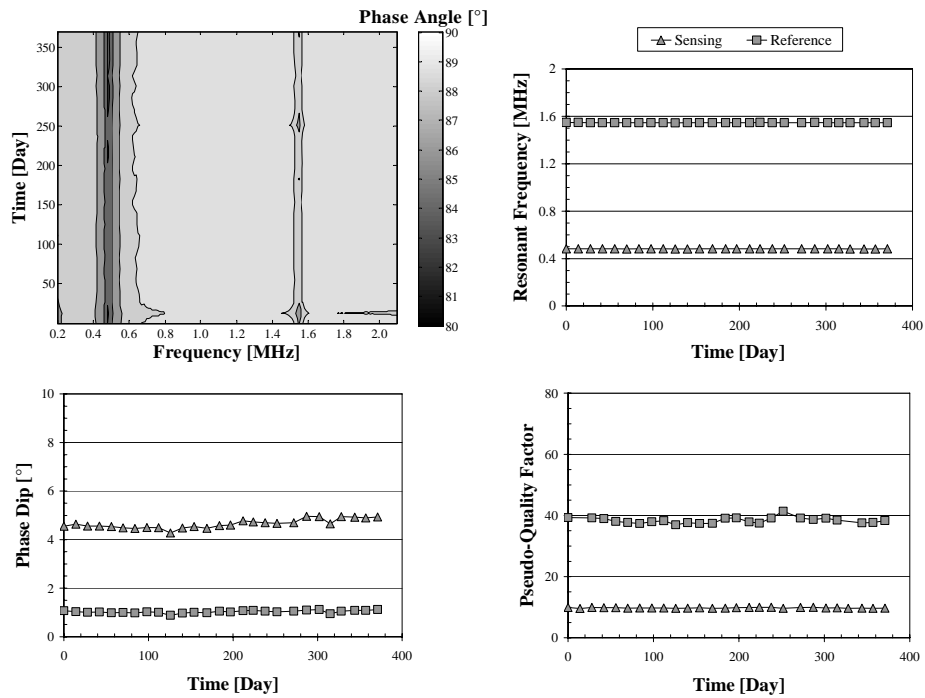 Phase Angle [°]
350
300
250
200
150
100
50
Time [Day]
0.2 0.4 0.6 0.8 1.0 1.2 1.4 1.6 1.8 2.0
Frequency [MHz]
90
89
88
87
86
85
84
83
82
81
80
Sensing Reference
2
1.6
1.2
0.8
0.4
0
Resonant Frequency [MHz]
0 100 200 300 400
Time [Day]
10
8
6
4
2
0
Phase Dip [°]
0 100 200 300 400
Time [Day]
80
60
40
20
0
Pseudo-Quality Factor
0 100 200 300 400
Time [Day]